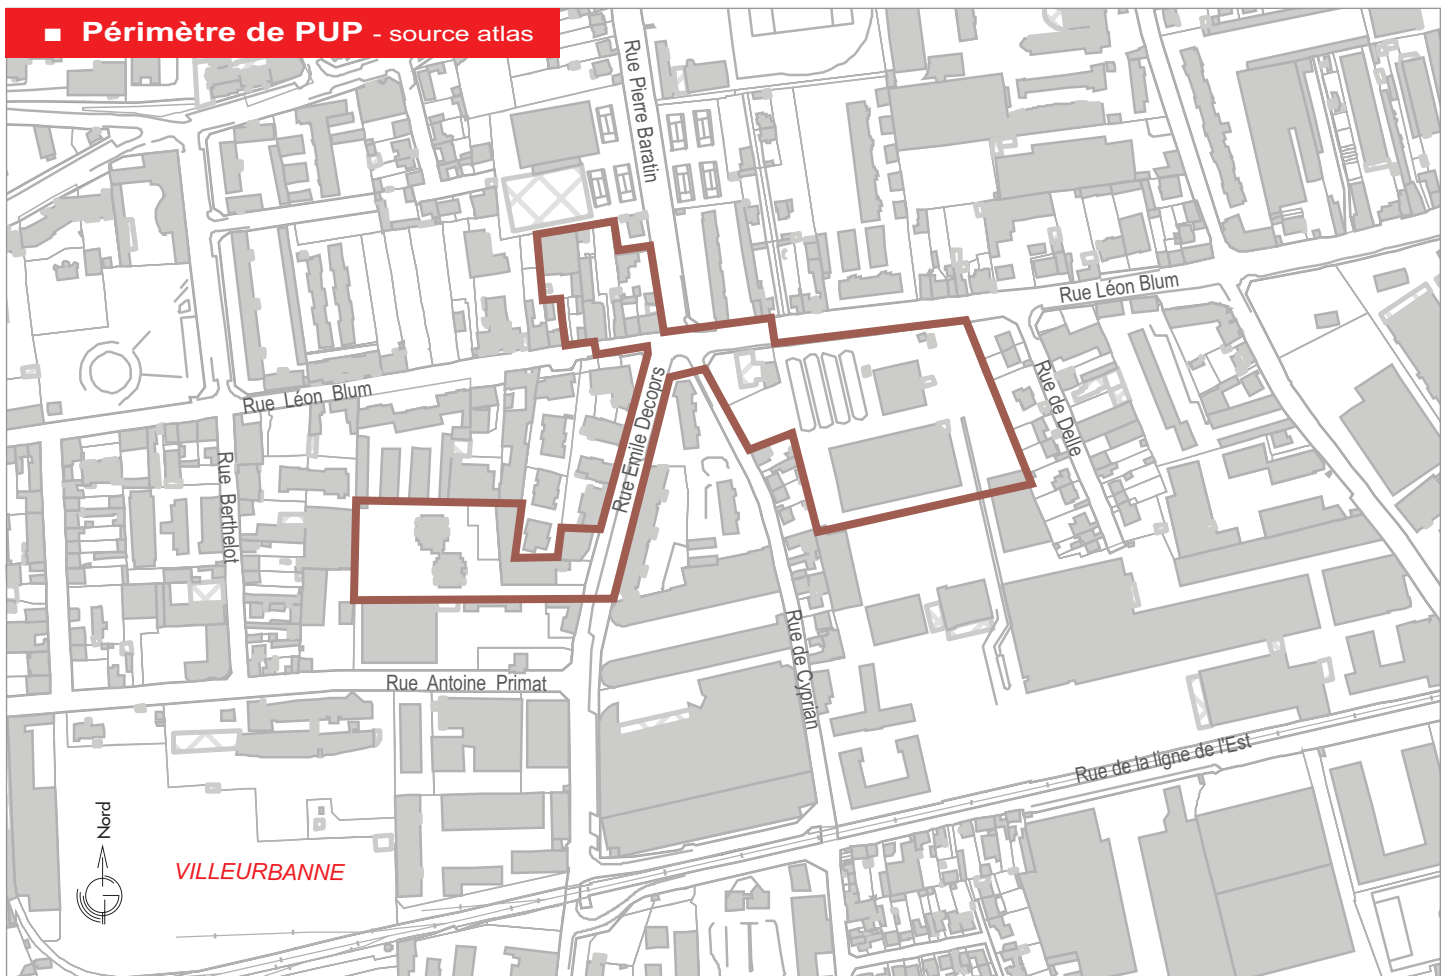 ■ Périmètre de PUP - source atlas
Rue Pierre Baratin
Rue Léon Blum
Rue Léon Blum
Rue de Delle
Rue Emile Decoprs
Rue Berthelot
Rue de Cyprian
Rue Antoine Primat
Rue de la ligne de l'Est
Nord
VILLEURBANNE